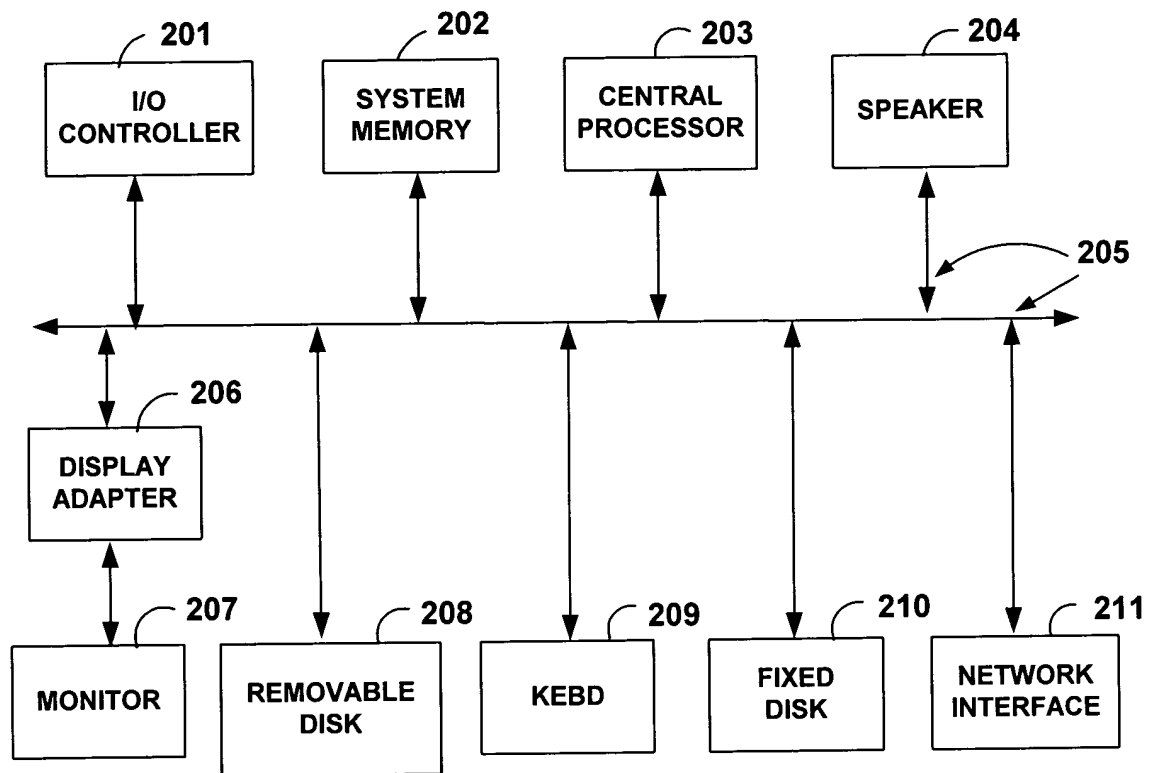 201
202
203
204
I/O
CONTROLLER
SYSTEM
MEMORY
CENTRAL
PROCESSOR
SPEAKER
205
206
DISPLAY
ADAPTER
207
208
209
210
211
MONITOR
REMOVABLE
DISK
KEBD
FIXED
DISK
NETWORK
INTERFACE